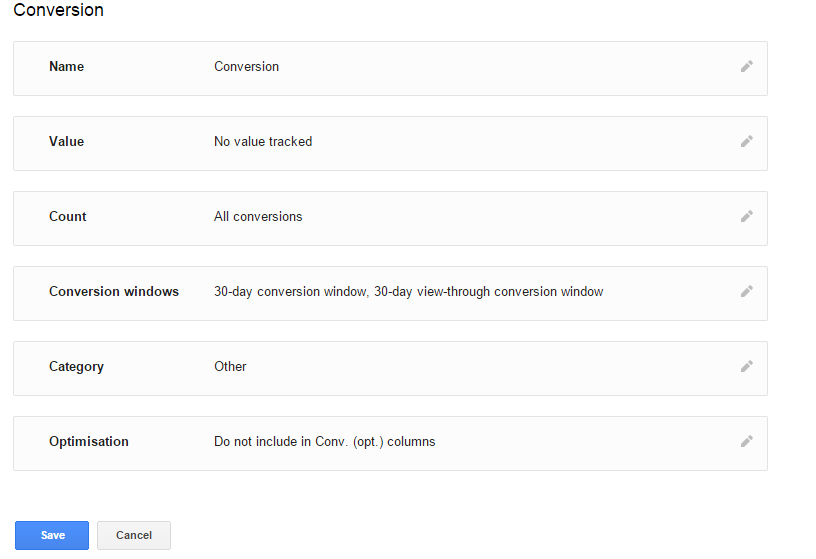 Conversion
Name Conversion
Value No value tracked
Count All conversions
Conversion windows 30-day conversion window, 30-day view-through conversion window
Category Other
Optimisation Do not include in Conv. (opt.) columns
Save Cancel